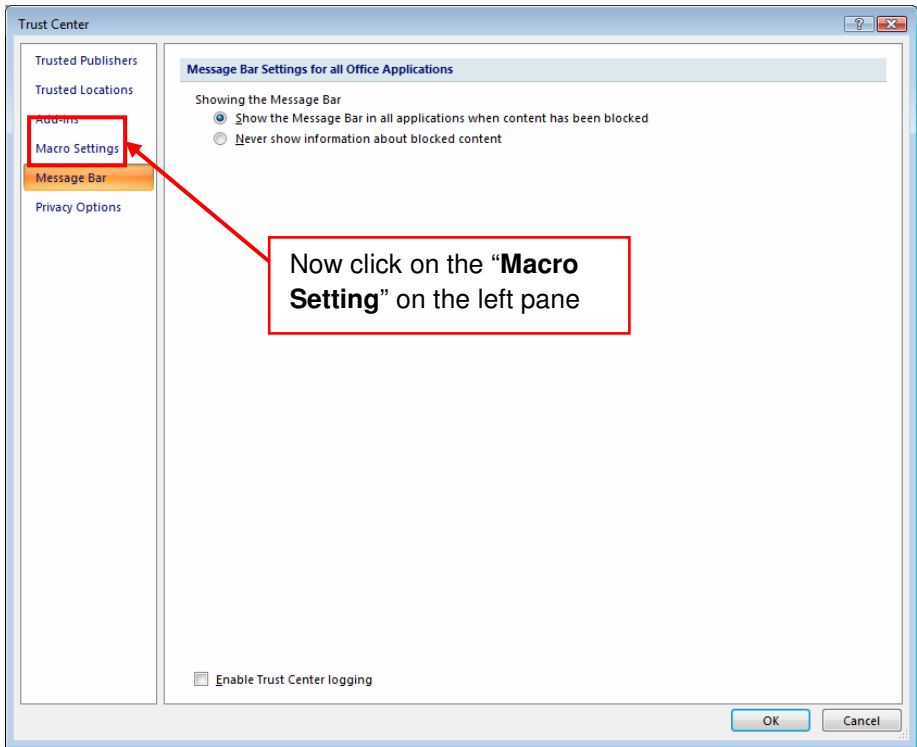 Trust Center
Trusted Publishers
Trusted Locations
Add-Ins
Macro Settings
Message Bar
Privacy Options
Message Bar Settings for all Office Applications
Showing the Message Bar
Show the Message Bar in all applications when content has been blocked
Never show information about blocked content
Now click on the “Macro
Setting” on the left pane
Enable Trust Center logging
OK
Cancel